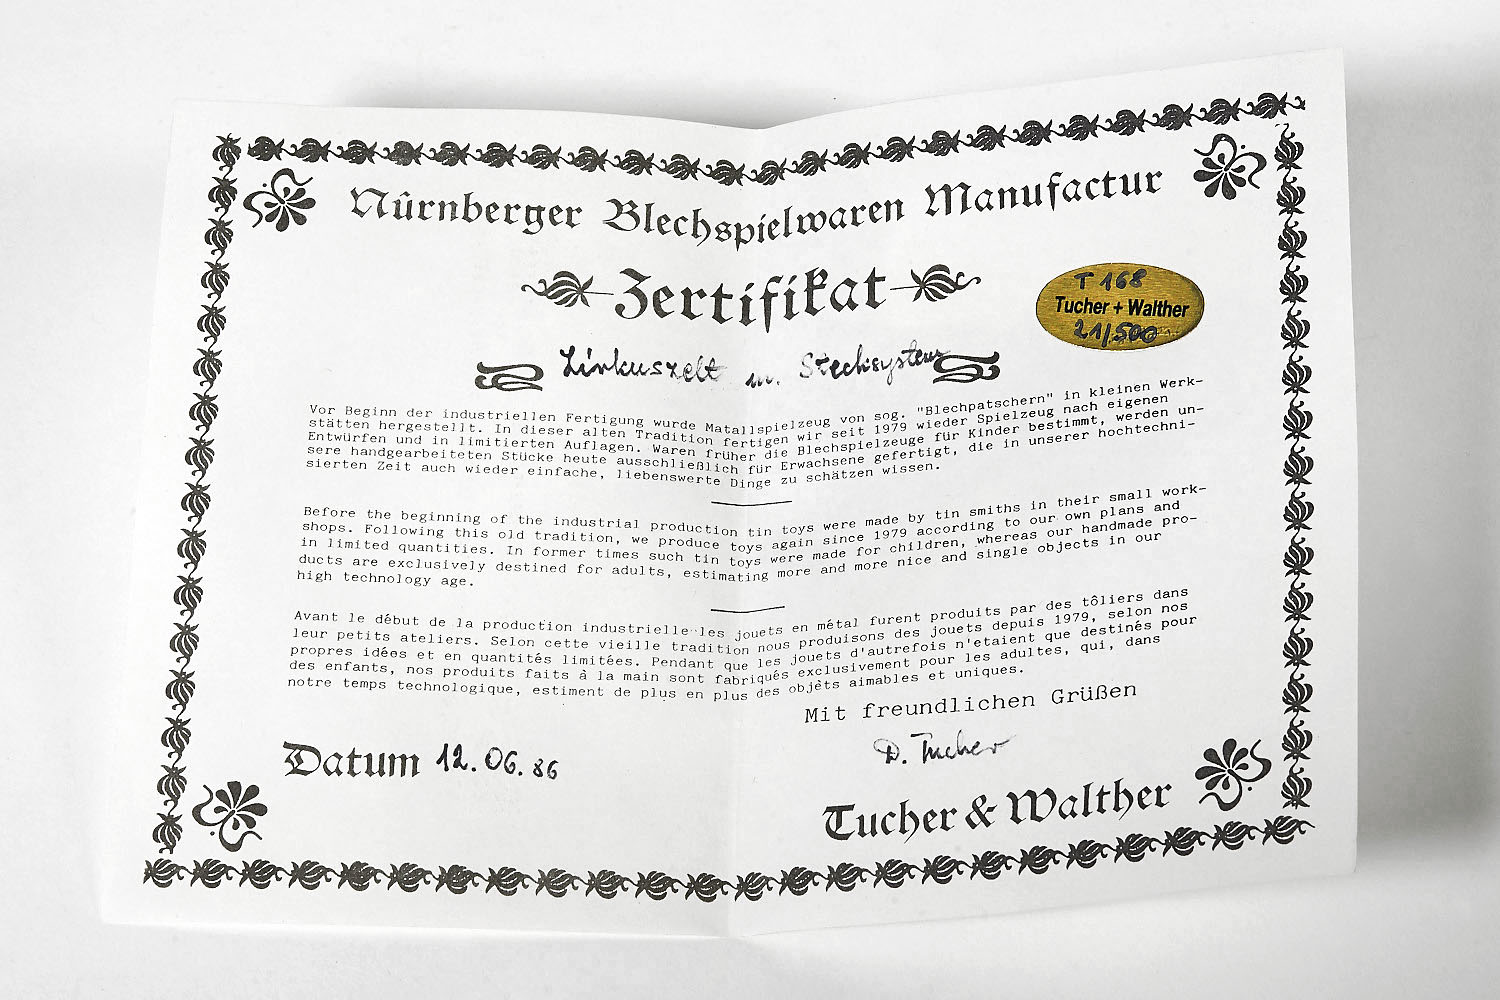 Nürnberger Blechspielwaren Manufactur
Zertifikat
T 168
Tucher + Walther
21/500
Zirkuszelt m. Stecksystem
Vor Beginn der industriellen Fertigung wurde Matallspielzeug von sog. "Blechpatschern" in kleinen Werk-
stätten hergestellt. In dieser alten Tradition fertigen wir seit 1979 wieder Spielzeug nach eigenen
Entwürfen und in limitierten Auflagen. Waren früher die Blechspielzeuge für Kinder bestimmt, werden un-
sere handgearbeiteten Stücke heute ausschließlich für Erwachsene gefertigt, die in unserer hochtechni-
sierten Zeit auch wieder einfache, liebenswerte Dinge zu schätzen wissen.
Before the beginning of the industrial production tin toys were made by tin smiths in their small work-
shops. Following this old tradition, we produce toys again since 1979 according to our own plans and
in limited quantities. In former times such tin toys were made for children, whereas our handmade pro-
ducts are exclusively destined for adults, estimating more and more nice and single objects in our
high technology age.
Avant le début de la production industrielle les jouets en métal furent produits par des tôliers dans
leur petits ateliers. Selon cette vieille tradition nous produisons des jouets depuis 1979, selon nos
propres idées et en quantités limitées. Pendant que les jouets d'autrefois n'etaient que destinés pour
des enfants, nos produits faits à la main sont fabriqués exclusivement pour les adultes, qui, dans
notre temps technologique, estiment de plus en plus des objèts aimables et uniques.
Mit freundlichen Grüßen
D. Tucher
Datum 12.06.86
Tucher & Walther